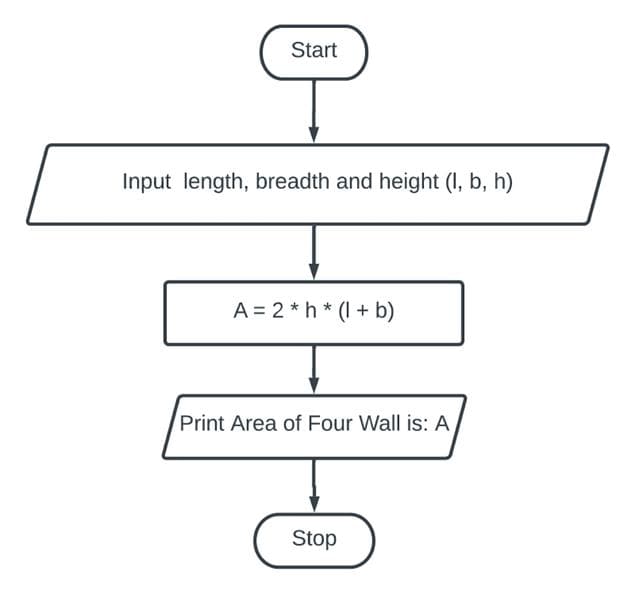 Start
Input length, breadth and height (l, b, h)
A = 2 * h * (l + b)
Print Area of Four Wall is: A
Stop